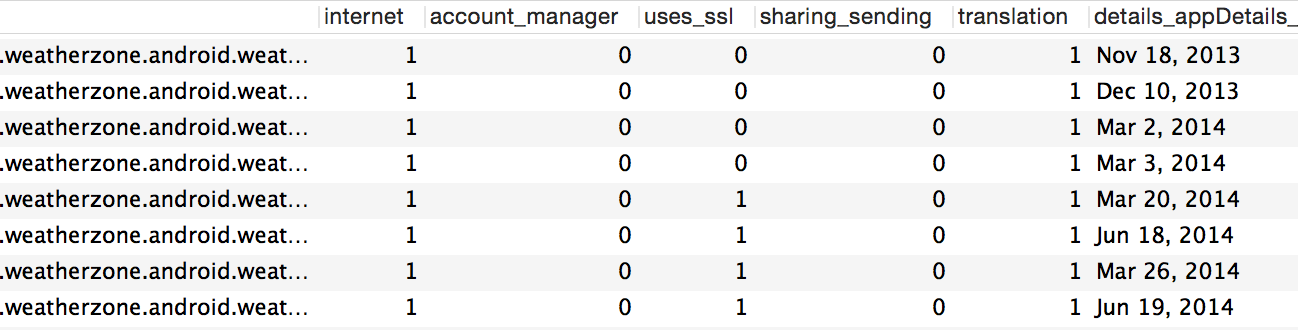 internet account_manager uses_ssl sharing_sending translation details_appDetails_
.weatherzone.android.weat... 1 0 0 0 1 Nov 18, 2013
.weatherzone.android.weat... 1 0 0 0 1 Dec 10, 2013
.weatherzone.android.weat... 1 0 0 0 1 Mar 2, 2014
.weatherzone.android.weat... 1 0 0 0 1 Mar 3, 2014
.weatherzone.android.weat... 1 0 1 0 1 Mar 20, 2014
.weatherzone.android.weat... 1 0 1 0 1 Jun 18, 2014
.weatherzone.android.weat... 1 0 1 0 1 Mar 26, 2014
.weatherzone.android.weat... 1 0 1 0 1 Jun 19, 2014